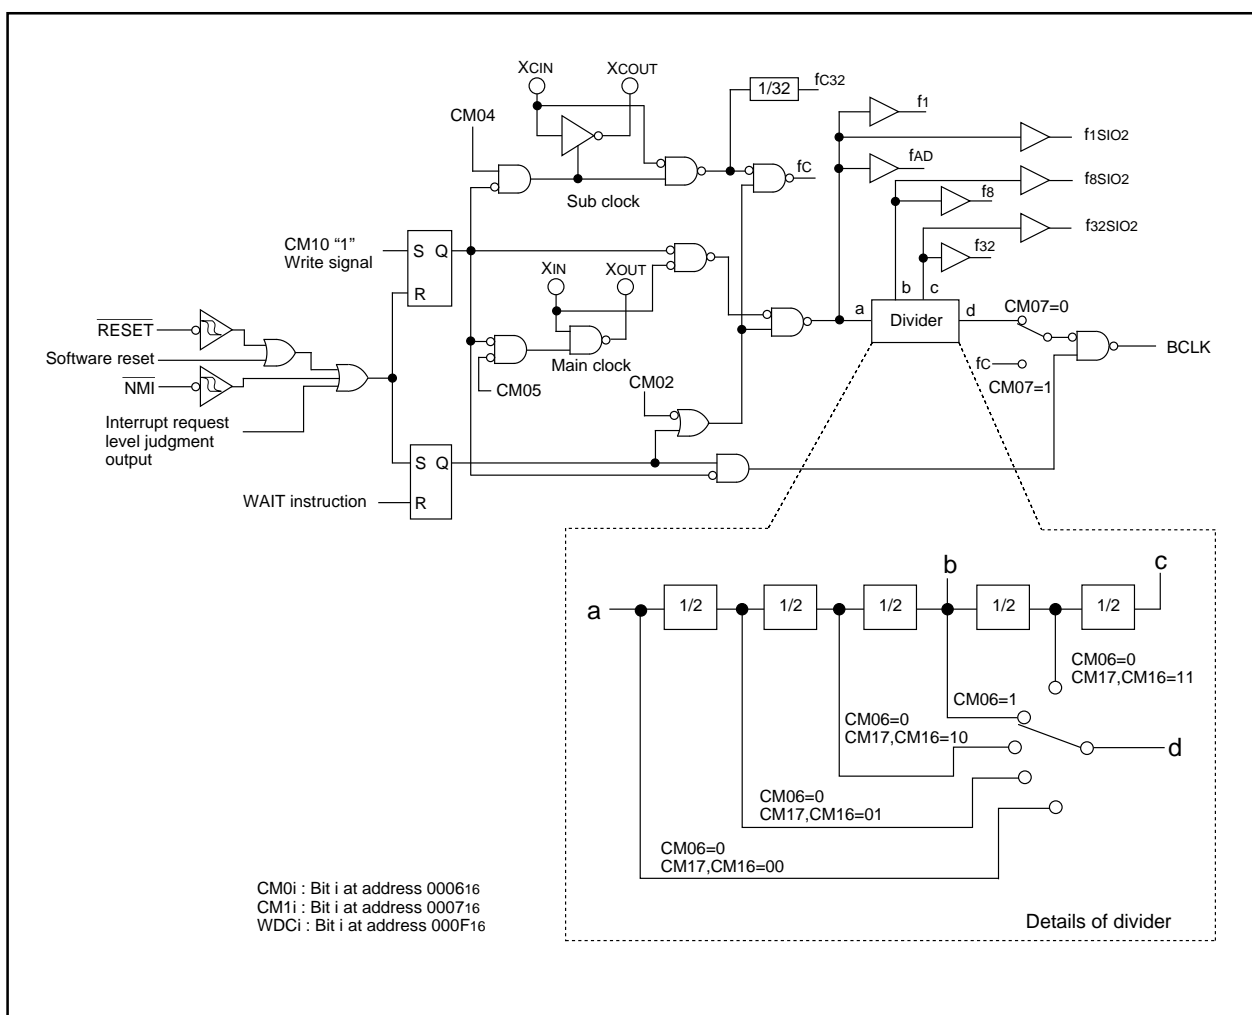 XCIN
XCOUT
1/32
fC32
f1
CM04
f1SIO2
fAD
fC
f8SIO2
Sub clock
f8
f32SIO2
CM10 “1”
Write signal
S Q
R
f32
XIN
XOUT
b
c
CM07=0
RESET
a
Divider
d
BCLK
Software reset
Main clock
fC
CM07=1
NMI
CM05
CM02
Interrupt request
level judgment
output
S Q
R
WAIT instruction
b
c
a
1/2
1/2
1/2
1/2
1/2
CM06=0
CM17,CM16=11
CM06=1
CM06=0
CM17,CM16=10
d
CM06=0
CM17,CM16=01
CM06=0
CM17,CM16=00
CM0i : Bit i at address 000616
CM1i : Bit i at address 000716
WDCi : Bit i at address 000F16
Details of divider